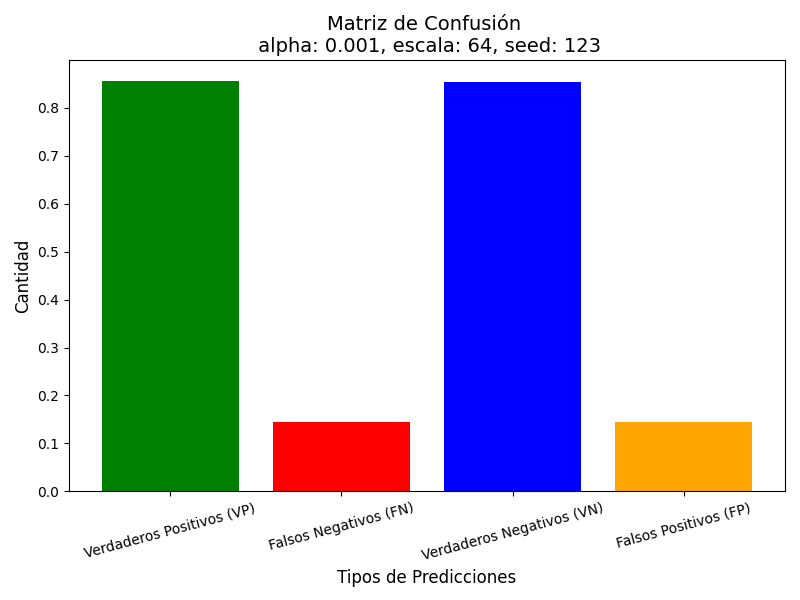 Matriz de Confusión
alpha: 0.001, escala: 64, seed: 123
Cantidad
0.8
0.7
0.6
0.5
0.4
0.3
0.2
0.1
0.0
Verdaderos Positivos (VP)
Falsos Negativos (FN)
Verdaderos Negativos (VN)
Falsos Positivos (FP)
Tipos de Predicciones